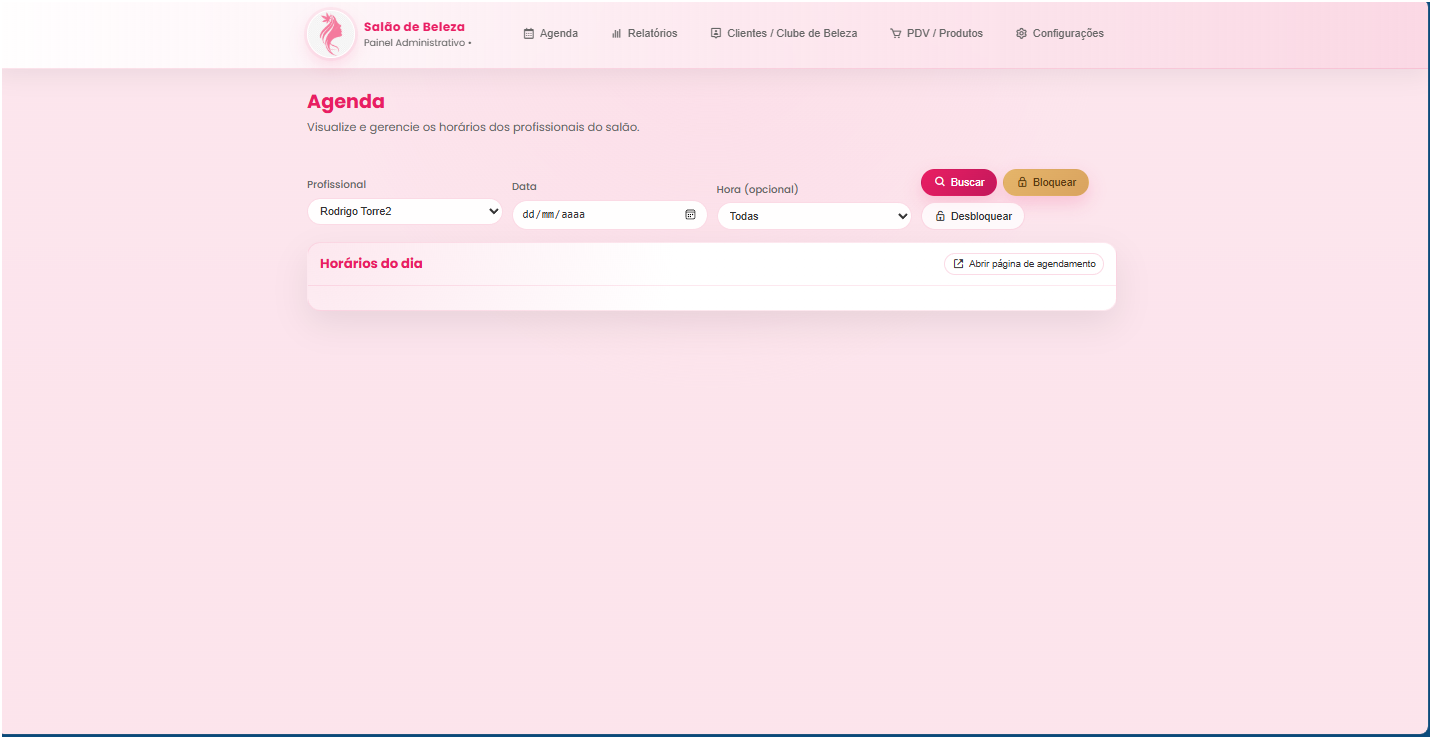 Salão de Beleza
Painel Administrativo •
Agenda
Relatórios
Clientes / Clube de Beleza
PDV / Produtos
Configurações
Agenda
Visualize e gerencie os horários dos profissionais do salão.
Profissional
Rodrigo Torre2
Data
dd/mm/aaaa
Hora (opcional)
Todas
Buscar
Bloquear
Desbloquear
Horários do dia
Abrir página de agendamento